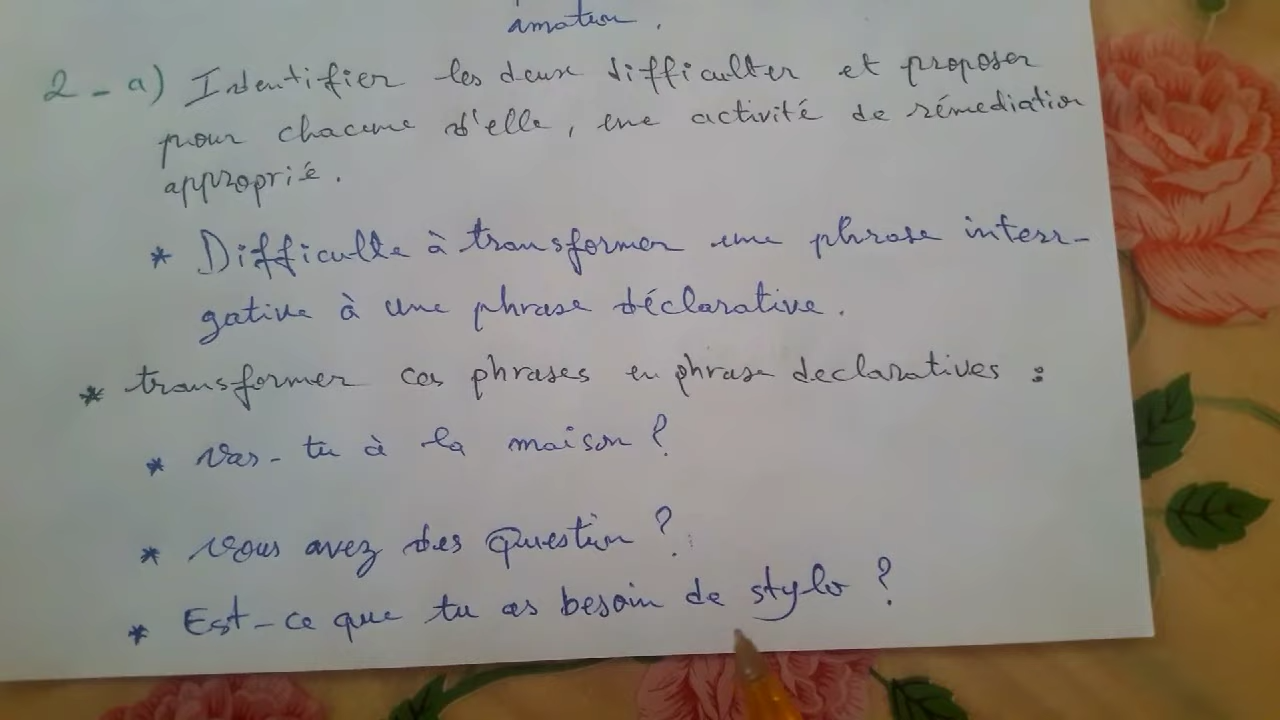 amation.
2 - a) Identifier les deux difficulter et proposer
pour chacune d'elle, une activité de rémediation
approprié.
* Difficulte à transformer une phrase interr-
gative à une phrase déclarative.
* transformer ces phrases en phrase declaratives :
* Vas-tu à la maison ?
* Vous avez des question ?
* Est-ce que tu as besoin de stylo ?